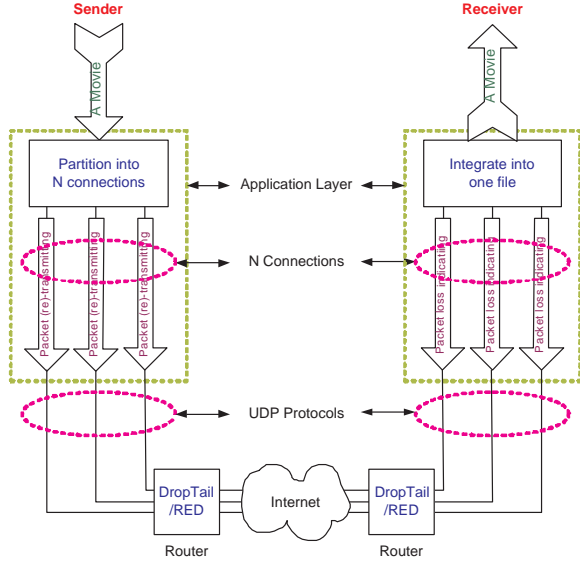 Sender
Receiver
A Movie
A Movie
Partition into
N connections
Integrate into
one file
Application Layer
Packet (re)-transmitting
Packet (re)-transmitting
Packet (re)-transmitting
N Connections
Packet loss indicating
Packet loss indicating
Packet loss indicating
UDP Protocols
DropTail
/RED
Internet
DropTail
/RED
Router
Router